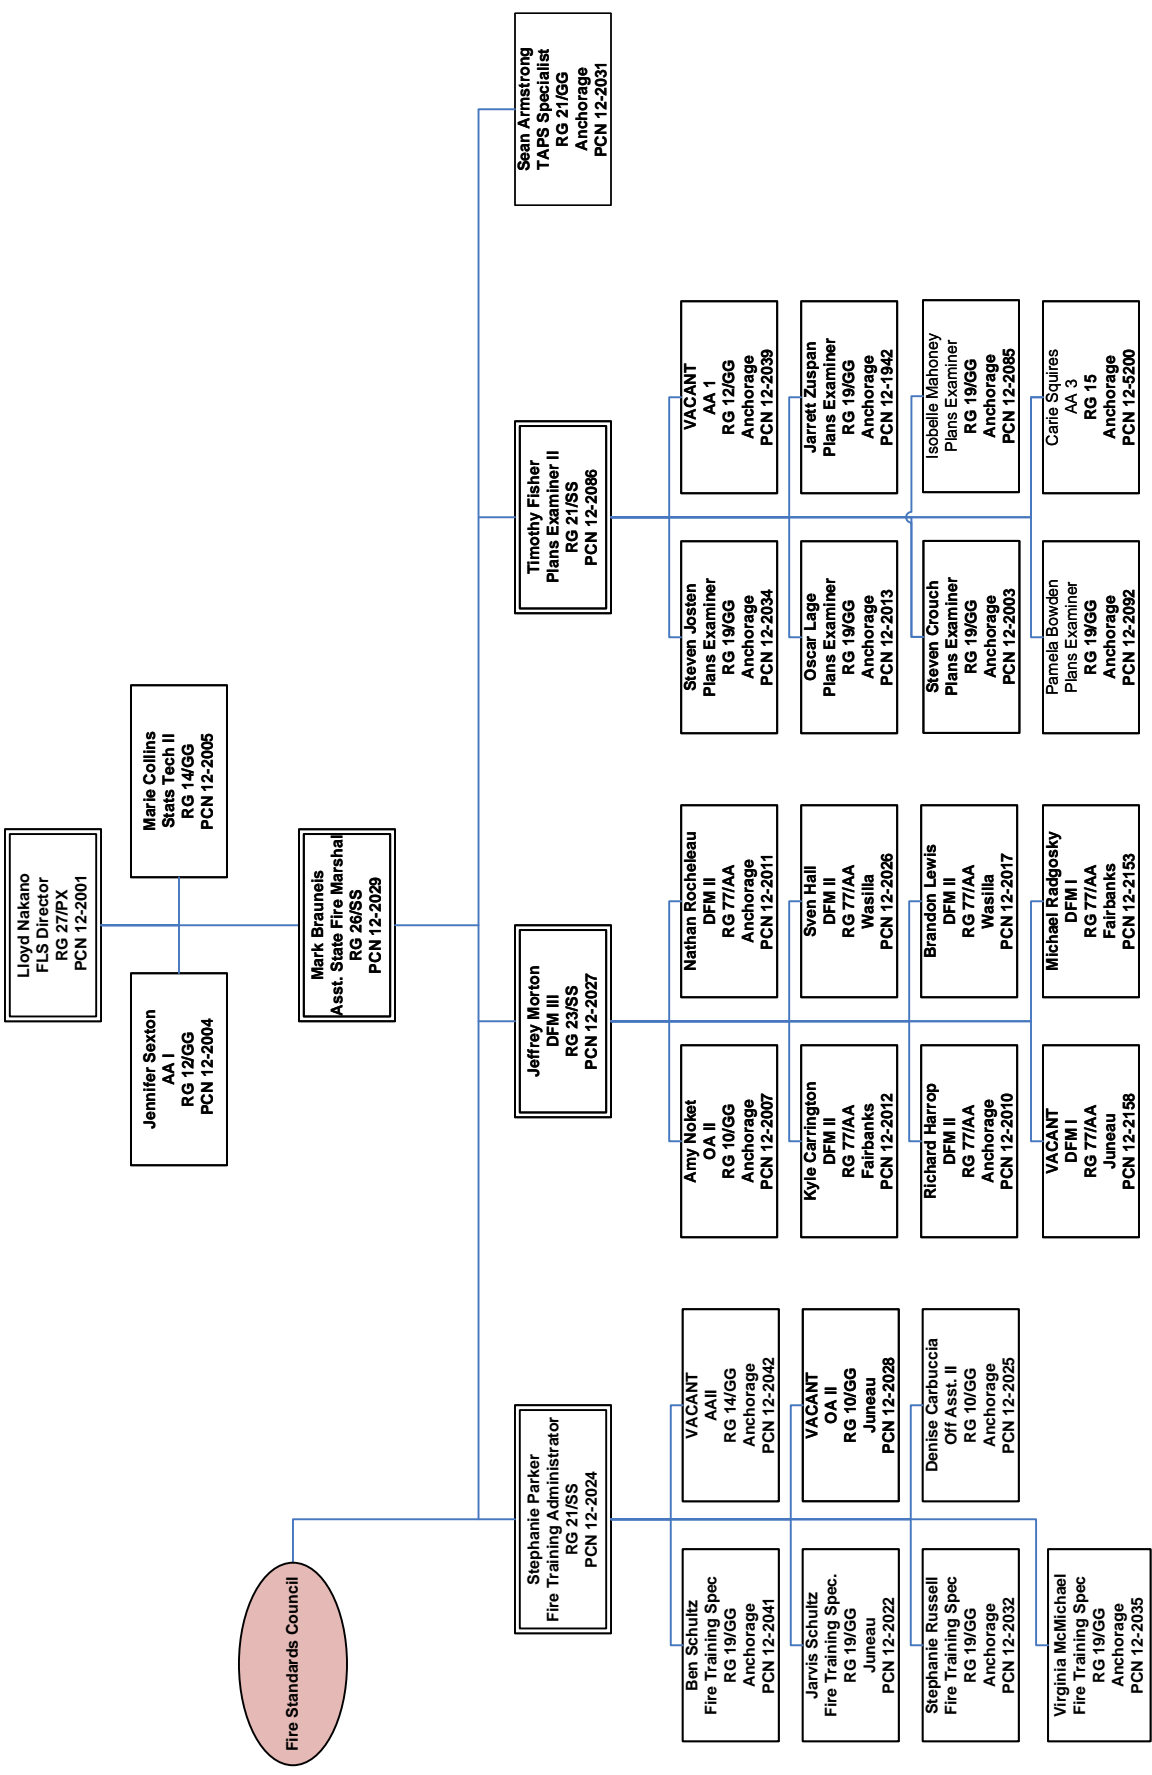 Lloyd Nakano
FLS Director
RG 27/PX
PCN 12-2001
Jennifer Sexton
AA I
RG 12/GG
PCN 12-2004
Marie Collins
Stats Tech II
RG 14/GG
PCN 12-2005
Fire Standards Council
Mark Brauneis
Asst. State Fire Marshal
RG 26/SS
PCN 12-2029
Stephanie Parker
Fire Training Administrator
RG 21/SS
PCN 12-2024
Jeffrey Morton
DFM III
RG 23/SS
PCN 12-2027
Timothy Fisher
Plans Examiner II
RG 21/SS
PCN 12-2086
Sean Armstrong
TAPS Specialist
RG 21/GG
Anchorage
PCN 12-2031
Ben Schultz
Fire Training Spec
RG 19/GG
Anchorage
PCN 12-2041
VACANT
AAII
RG 14/GG
Anchorage
PCN 12-2042
Amy Noket
OA II
RG 10/GG
Anchorage
PCN 12-2007
Nathan Rocheleau
DFM II
RG 77/AA
Anchorage
PCN 12-2011
Steven Josten
Plans Examiner
RG 19/GG
Anchorage
PCN 12-2034
VACANT
AA 1
RG 12/GG
Anchorage
PCN 12-2039
Jarvis Schultz
Fire Training Spec.
RG 19/GG
Juneau
PCN 12-2022
VACANT
OA II
RG 10/GG
Juneau
PCN 12-2028
Kyle Carrington
DFM II
RG 77/AA
Fairbanks
PCN 12-2012
Sven Hall
DFM II
RG 77/AA
Wasilla
PCN 12-2026
Oscar Lage
Plans Examiner
RG 19/GG
Anchorage
PCN 12-2013
Jarrett Zuspan
Plans Examiner
RG 19/GG
Anchorage
PCN 12-1942
Stephanie Russell
Fire Training Spec
RG 19/GG
Anchorage
PCN 12-2032
Denise Carbuccia
Off Asst. II
RG 10/GG
Anchorage
PCN 12-2025
Richard Harrop
DFM II
RG 77/AA
Anchorage
PCN 12-2010
Brandon Lewis
DFM II
RG 77/AA
Wasilla
PCN 12-2017
Steven Crouch
Plans Examiner
RG 19/GG
Anchorage
PCN 12-2003
Isobelle Mahoney
Plans Examiner
RG 19/GG
Anchorage
PCN 12-2085
Virginia McMichael
Fire Training Spec
RG 19/GG
Anchorage
PCN 12-2035
VACANT
DFM I
RG 77/AA
Juneau
PCN 12-2158
Michael Radgosky
DFM I
RG 77/AA
Fairbanks
PCN 12-2153
Pamela Bowden
Plans Examiner
RG 19/GG
Anchorage
PCN 12-2092
Carie Squires
AA 3
RG 15
Anchorage
PCN 12-5200